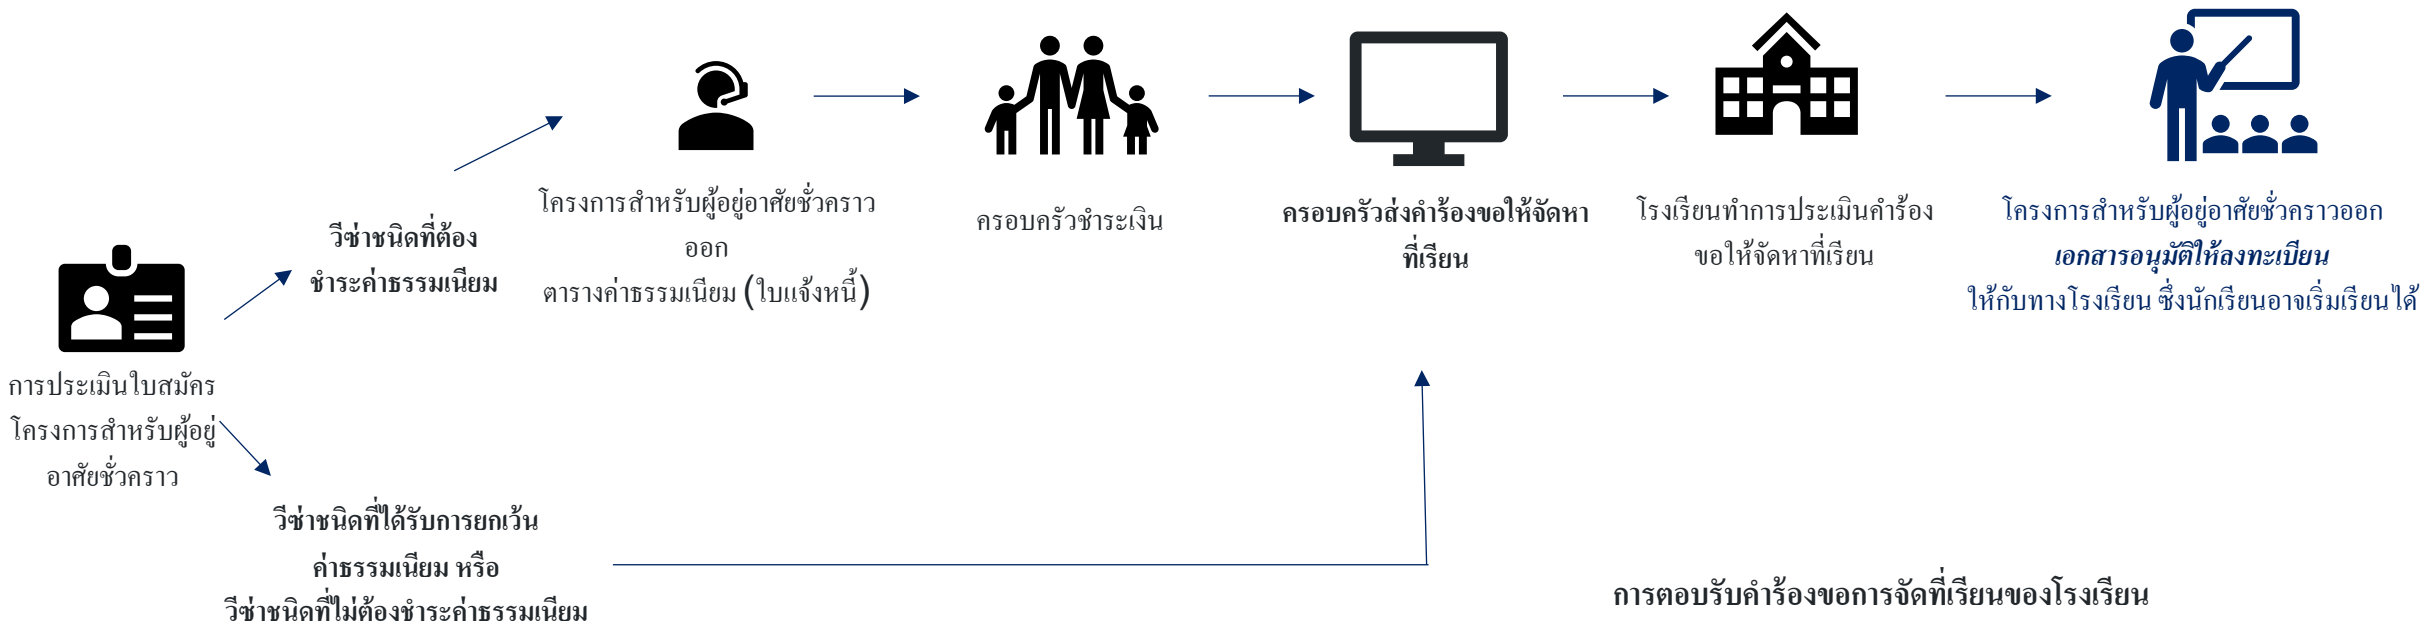 การประเมินใบสมัคร
โครงการสำหรับผู้อยู่
อาศัยชั่วคราว
วีซ่าชนิดที่ต้อง
ชำระค่าธรรมเนียม
โครงการสำหรับผู้อยู่อาศัยชั่วคราว
ออก
ตารางค่าธรรมเนียม (ใบแจ้งหนี้)
ครอบครัวชำระเงิน
ครอบครัวส่งคำร้องขอให้จัดหา
ที่เรียน
โรงเรียนทำการประเมินคำร้อง
ขอให้จัดหาที่เรียน
โครงการสำหรับผู้อยู่อาศัยชั่วคราวออก
เอกสารอนุมัติให้ลงทะเบียน
ให้กับทางโรงเรียน ซึ่งนักเรียนอาจเริ่มเรียนได้
วีซ่าชนิดที่ได้รับการยกเว้น
ค่าธรรมเนียม หรือ
วีซ่าชนิดที่ไม่ต้องชำระค่าธรรมเนียม
การตอบรับคำร้องขอการจัดที่เรียนของโรงเรียน